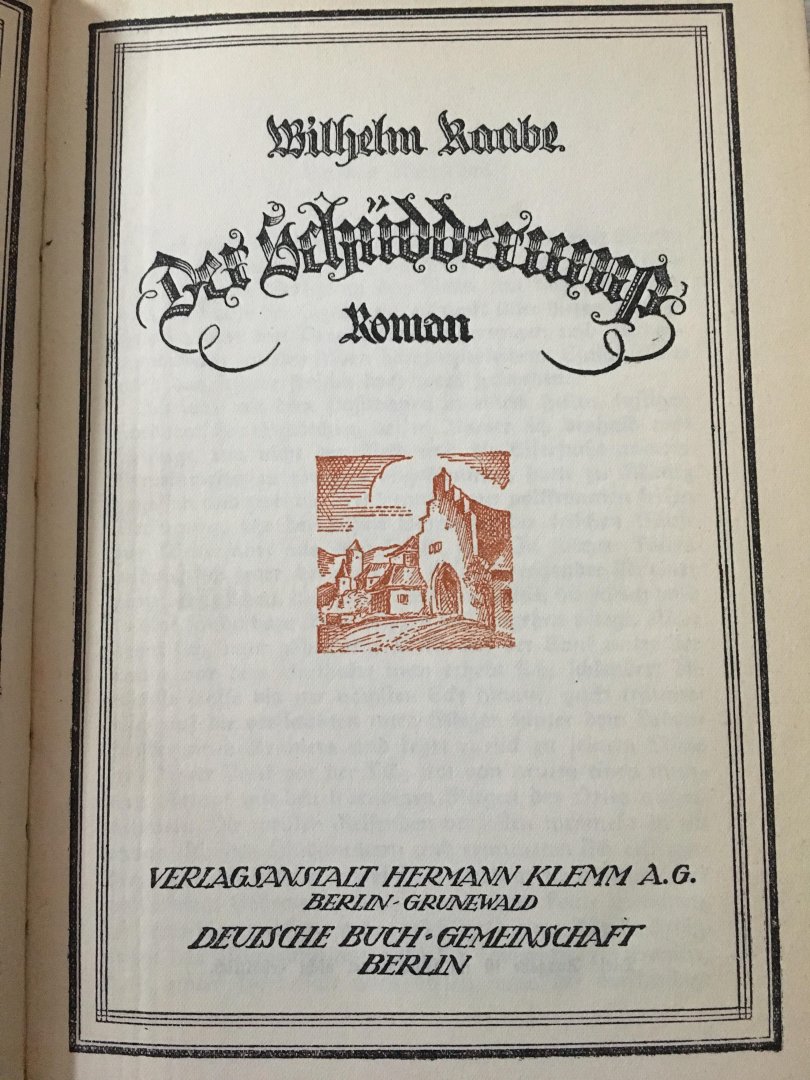 Wilhelm Raabe.
Der Schüdderump
Roman
VERLAGSANSTALT HERMANN KLEMM A.G.
BERLIN-GRUNEWALD
DEUTSCHE BUCH-GEMEINSCHAFT
BERLIN